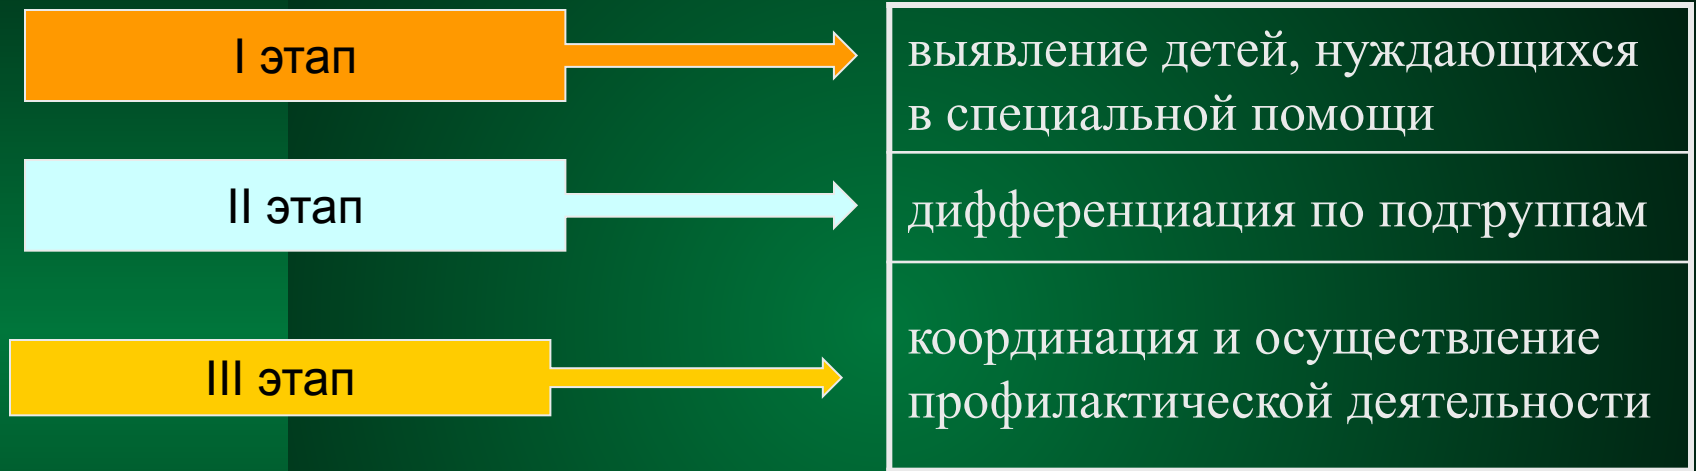 I этап
выявление детей, нуждающихся
в специальной помощи
II этап
дифференциация по подгруппам
III этап
координация и осуществление
профилактической деятельности